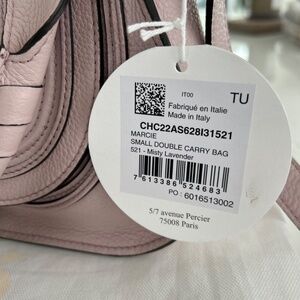 IT00
TU
Fabriqué en Italie
Made in Italy
CHC22AS628I31521
MARCIE
SMALL DOUBLE CARRY BAG
521 - Misty Lavender
7 613386 524683
PO : 6016513002
5/7 avenue Percier
75008 Paris